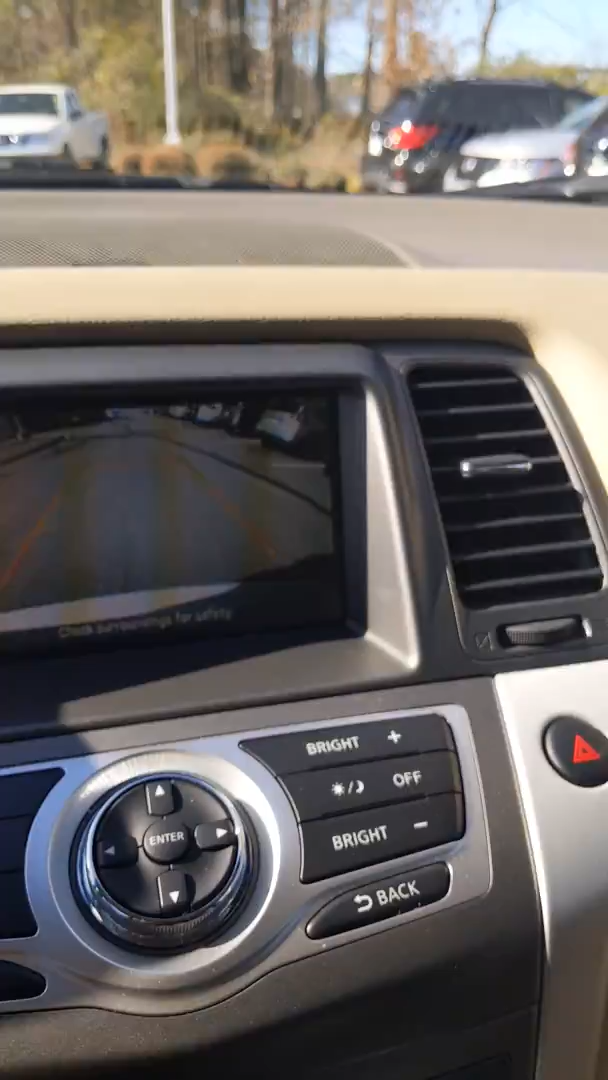 Check surroundings for safety
BRIGHT +
OFF
BRIGHT -
ENTER
BACK